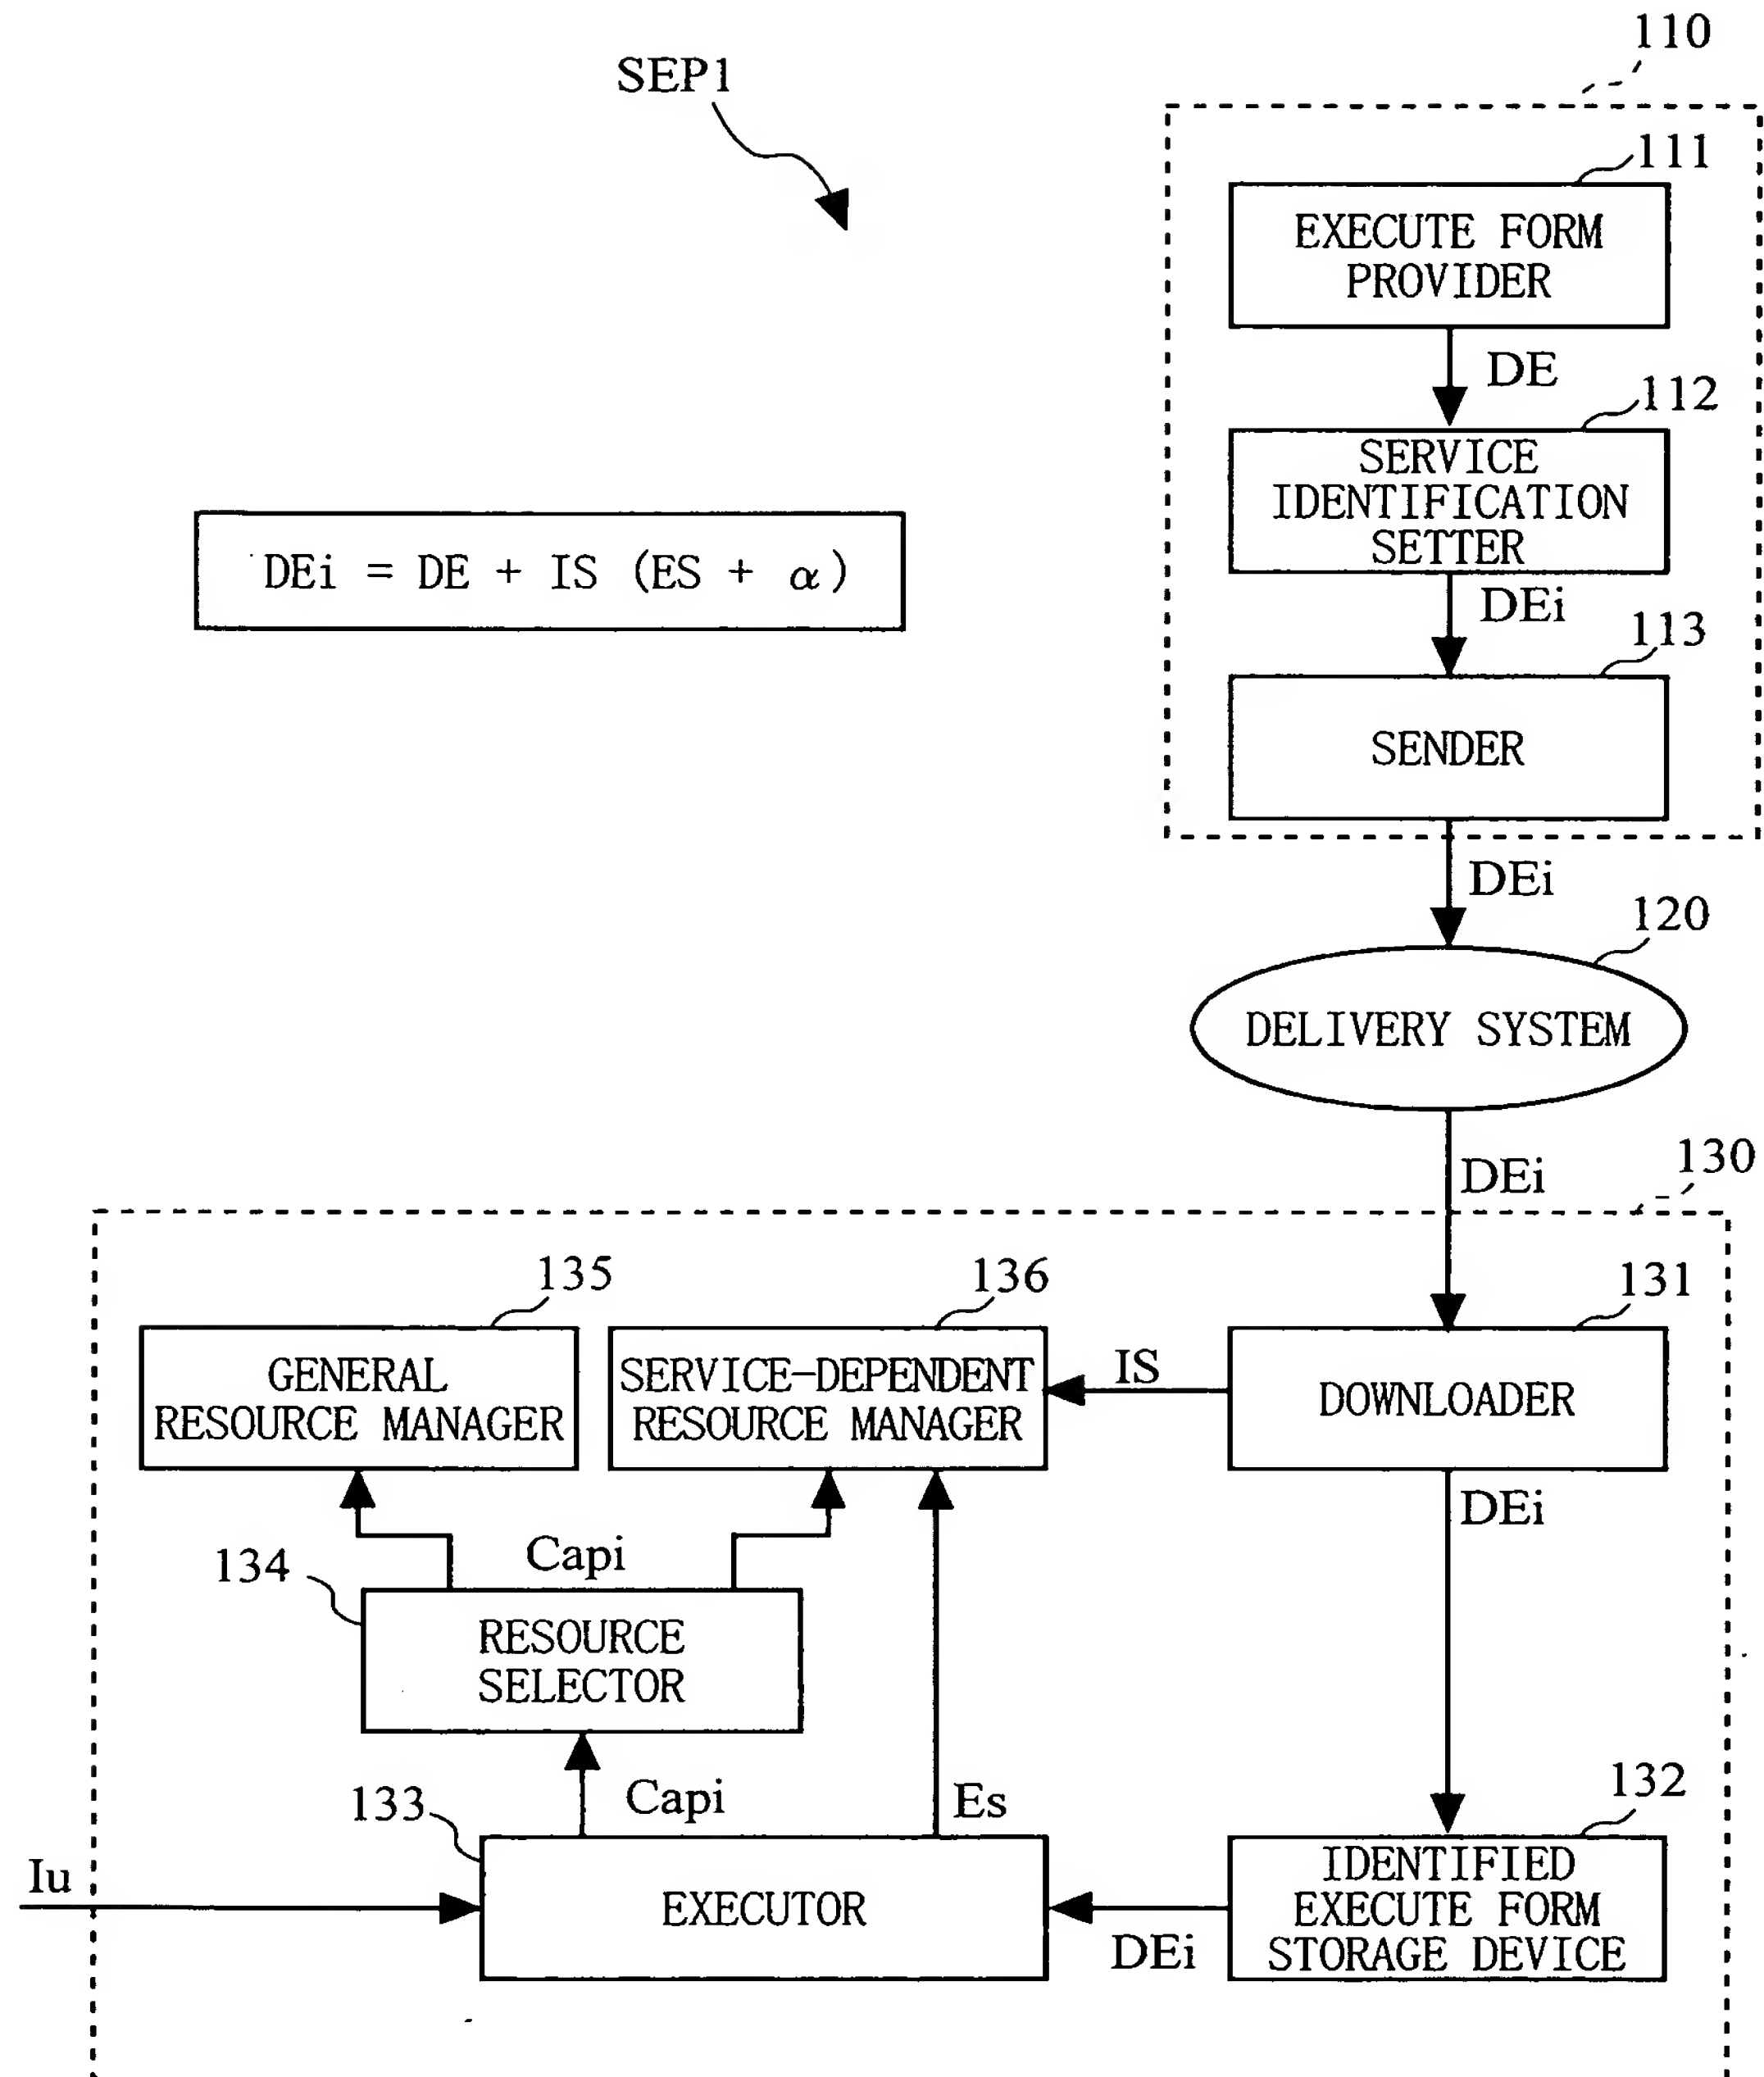 110
SEP1
111
EXECUTE FORM
PROVIDER
DE
112
SERVICE
IDENTIFICATION
SETTER
DEi = DE + IS (ES + α)
DEi
113
SENDER
DEi
120
DELIVERY SYSTEM
DEi
130
135
136
131
GENERAL
RESOURCE MANAGER
SERVICE-DEPENDENT
RESOURCE MANAGER
IS
DOWNLOADER
DEi
Capi
134
RESOURCE
SELECTOR
133
Capi
Es
132
Iu
EXECUTOR
IDENTIFIED
EXECUTE FORM
STORAGE DEVICE
DEi